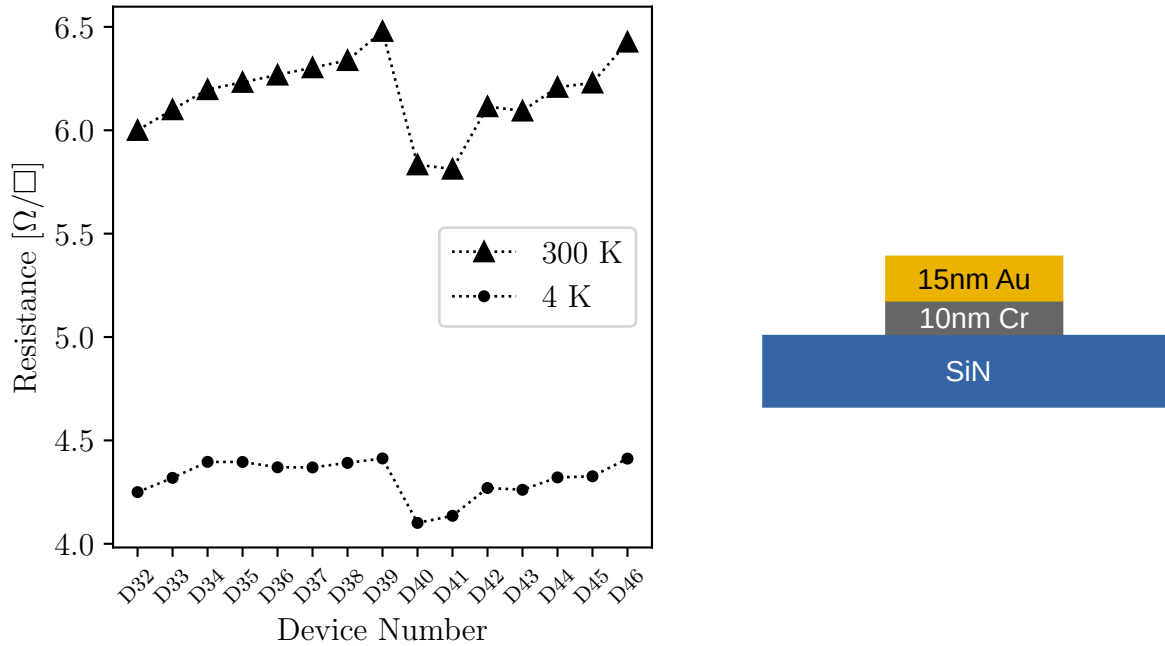 Resistance [Ω/□]
6.5
6.0
5.5
5.0
4.5
4.0
300 K
4 K
D32 D33 D34 D35 D36 D37 D38 D39 D40 D41 D42 D43 D44 D45 D46
Device Number
15nm Au
10nm Cr
SiN